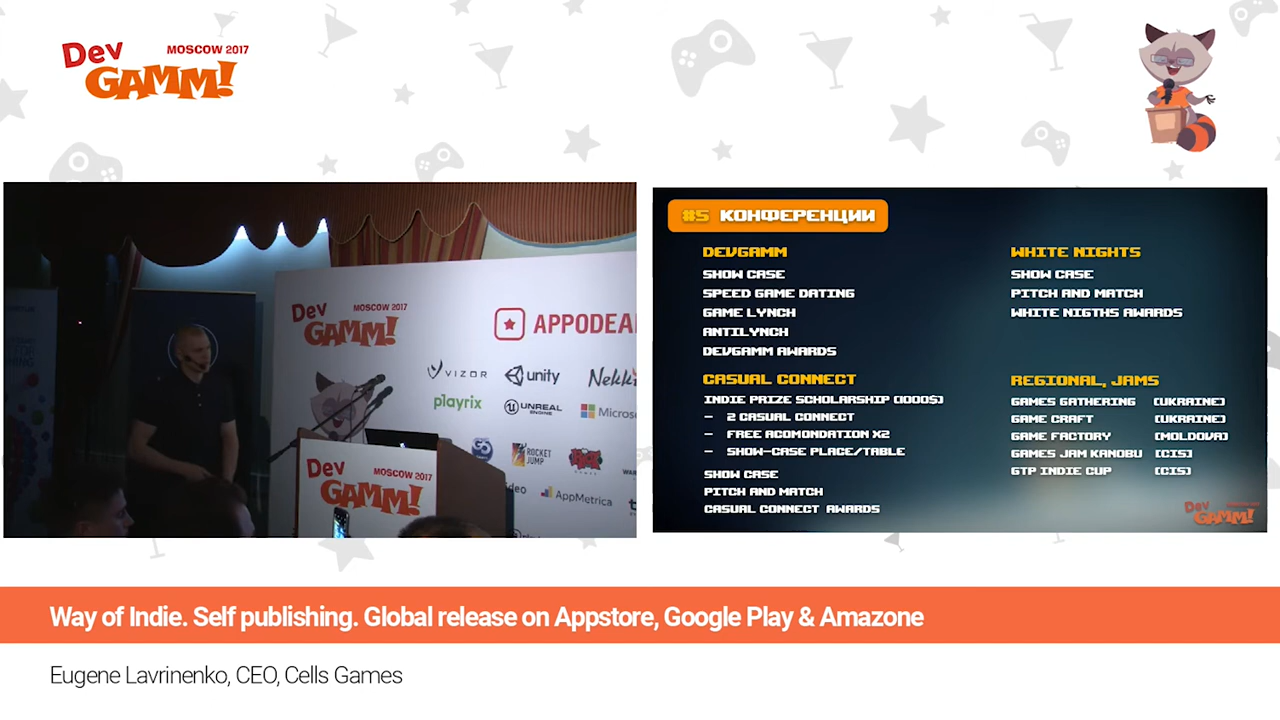 Dev
GAMM!
MOSCOW 2017
Dev
GAMM!
MOSCOW 2017
APPODEA
VIZOR
unity
Nekki
playrix
UNREAL
ENGINE
Micros
ROCKET
JUMP
AppMetrica
Dev
GAMM!
MOSCOW 2017
#5 КОНФЕРЕНЦИИ
DEVGAMM
SHOW CASE
SPEED GAME DATING
GAME LYNCH
ANTILYNCH
DEVGAMM AWARDS
WHITE NIGHTS
SHOW CASE
PITCH AND MATCH
WHITE NIGTHS AWARDS
CASUAL CONNECT
INDIE PRIZE SCHOLARSHIP (1000$)
– 2 CASUAL CONNECT
– FREE ACOMONDATION X2
– SHOW-CASE PLACE/TABLE
SHOW CASE
PITCH AND MATCH
CASUAL CONNECT AWARDS
REGIONAL, JAMS
GAMES GATHERING (UKRAINE)
GAME CRAFT (UKRAINE)
GAME FACTORY (MOLDOVA)
GAMES JAM KANOBU (CIS)
GTP INDIE CUP (CIS)
Dev
GAMM!
Way of Indie. Self publishing. Global release on Appstore, Google Play & Amazone
Eugene Lavrinenko, CEO, Cells Games